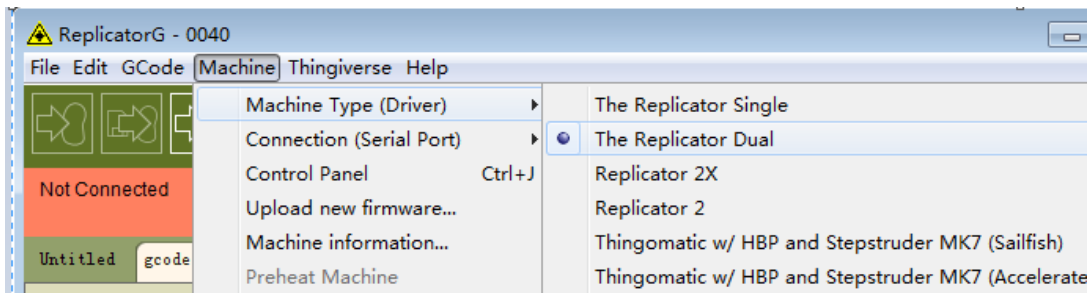 ReplicatorG - 0040
File Edit GCode Machine Thingiverse Help
Machine Type (Driver)
The Replicator Single
Connection (Serial Port)
The Replicator Dual
Not Connected
Control Panel Ctrl+J
Replicator 2X
Upload new firmware...
Replicator 2
Untitled gcode
Machine information...
Thingomatic w/ HBP and Stepstruder MK7 (Sailfish)
Preheat Machine
Thingomatic w/ HBP and Stepstruder MK7 (Accelerate